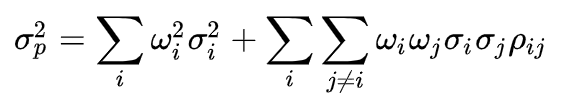 σ_p^2 = ∑_i ω_i^2 σ_i^2 + ∑_i ∑_{j≠i} ω_i ω_j σ_i σ_j ρ_{ij}